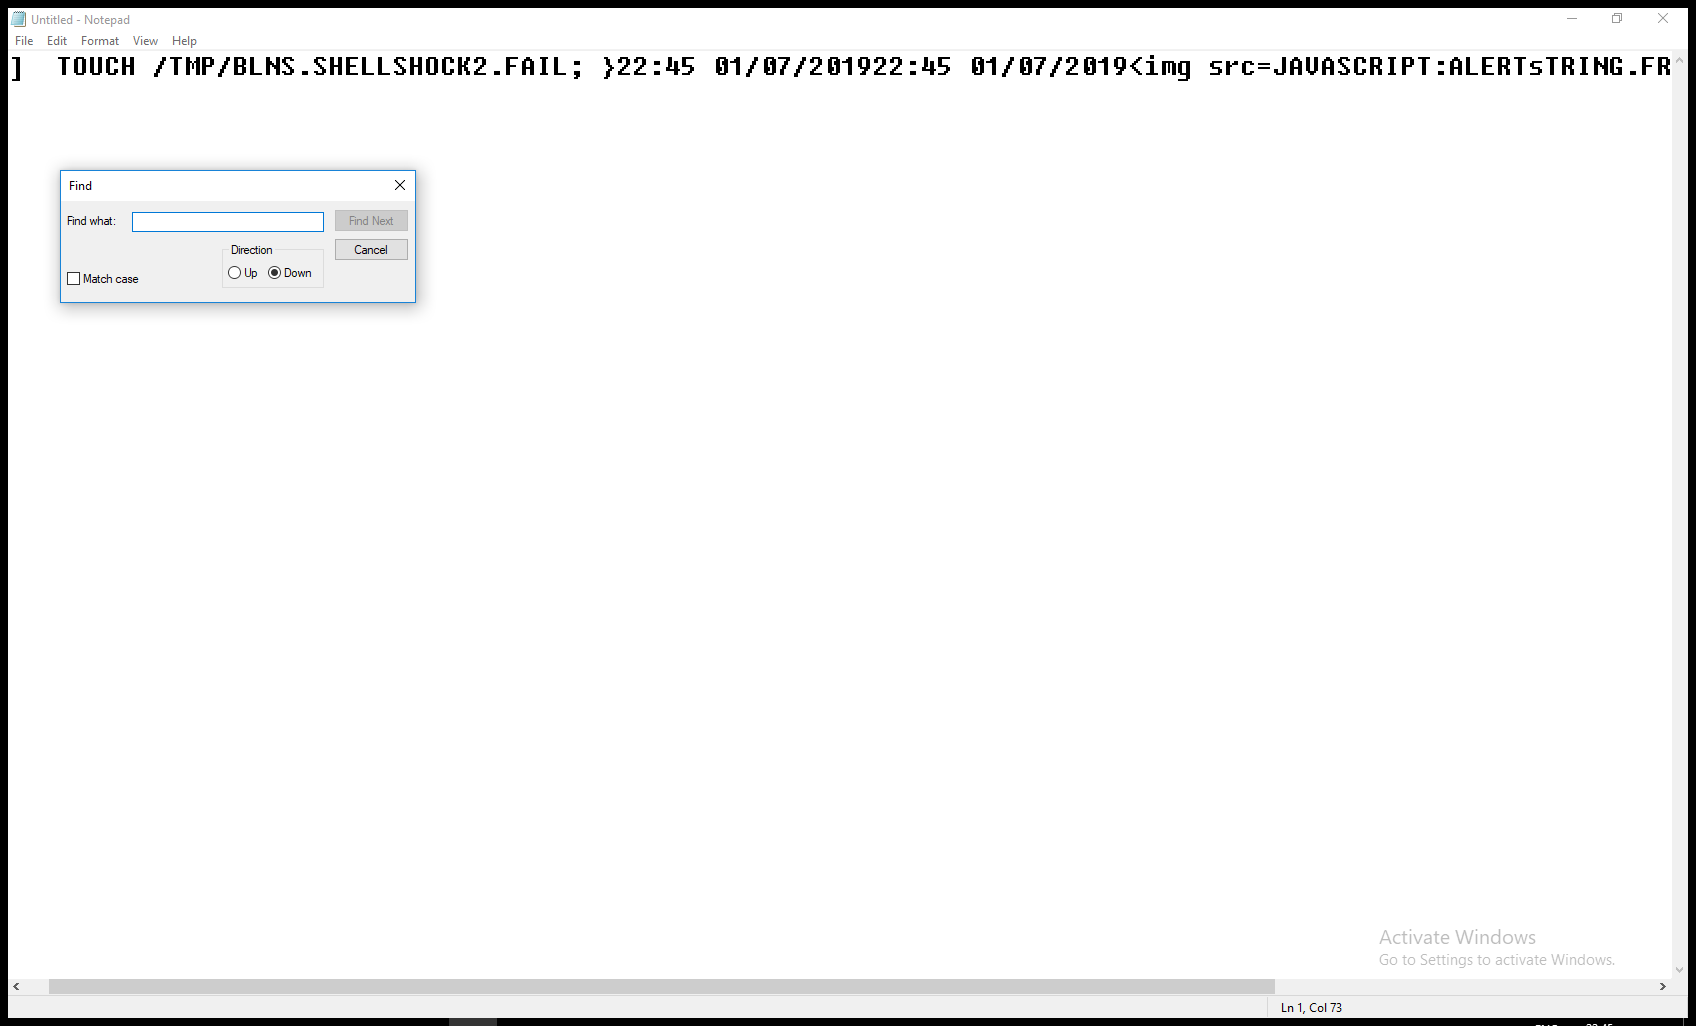 Untitled - Notepad
File Edit Format View Help
]  TOUCH /TMP/BLNS.SHELLSHOCK2.FAIL; }22:45 01/07/201922:45 01/07/2019<img src=JAVASCRIPT:ALERTsTRING.FR
Find
Find what:
Find Next
Direction
Cancel
Up Down
Match case
Activate Windows
Go to Settings to activate Windows.
Ln 1, Col 73